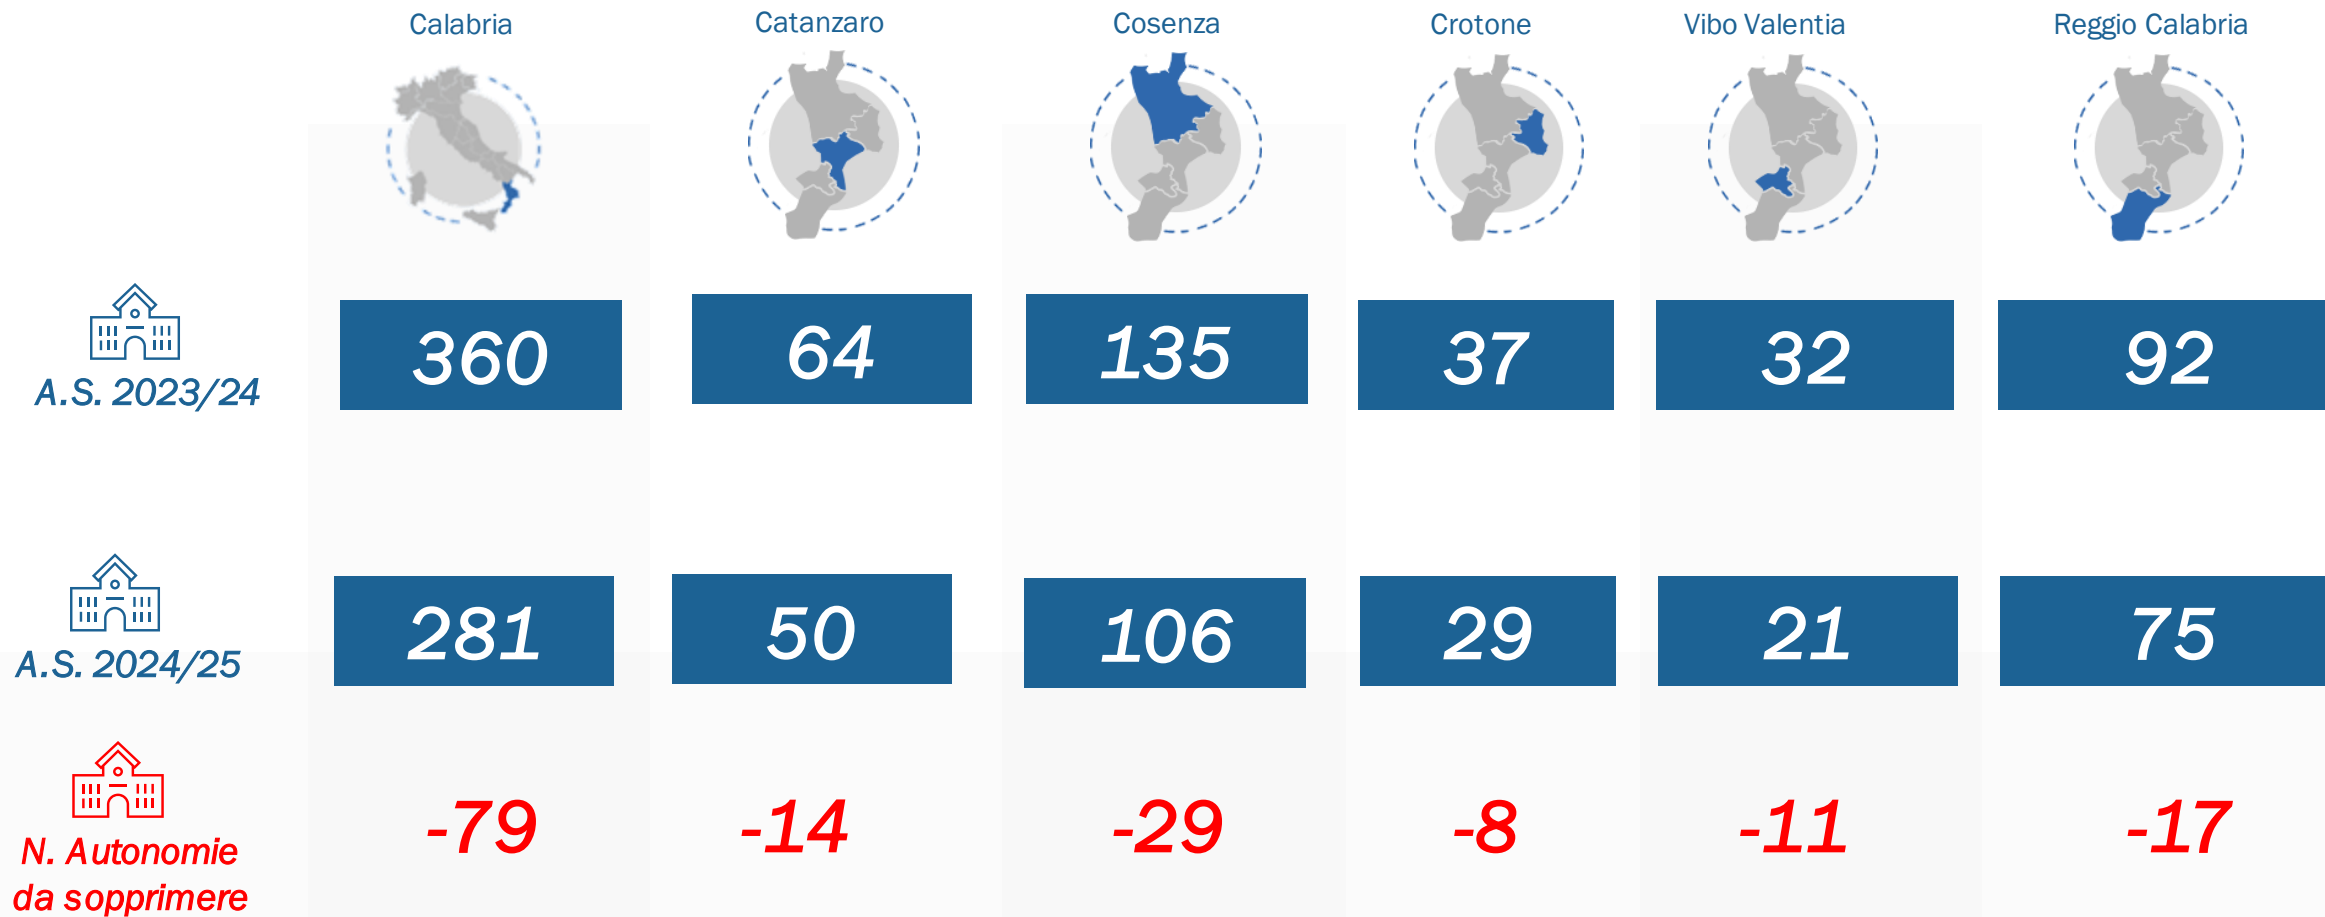 Calabria Catanzaro Cosenza Crotone Vibo Valentia Reggio Calabria
360 64 135 37 32 92
A.S. 2023/24
281 50 106 29 21 75
A.S. 2024/25
-79 -14 -29 -8 -11 -17
N. Autonomie
da sopprimere